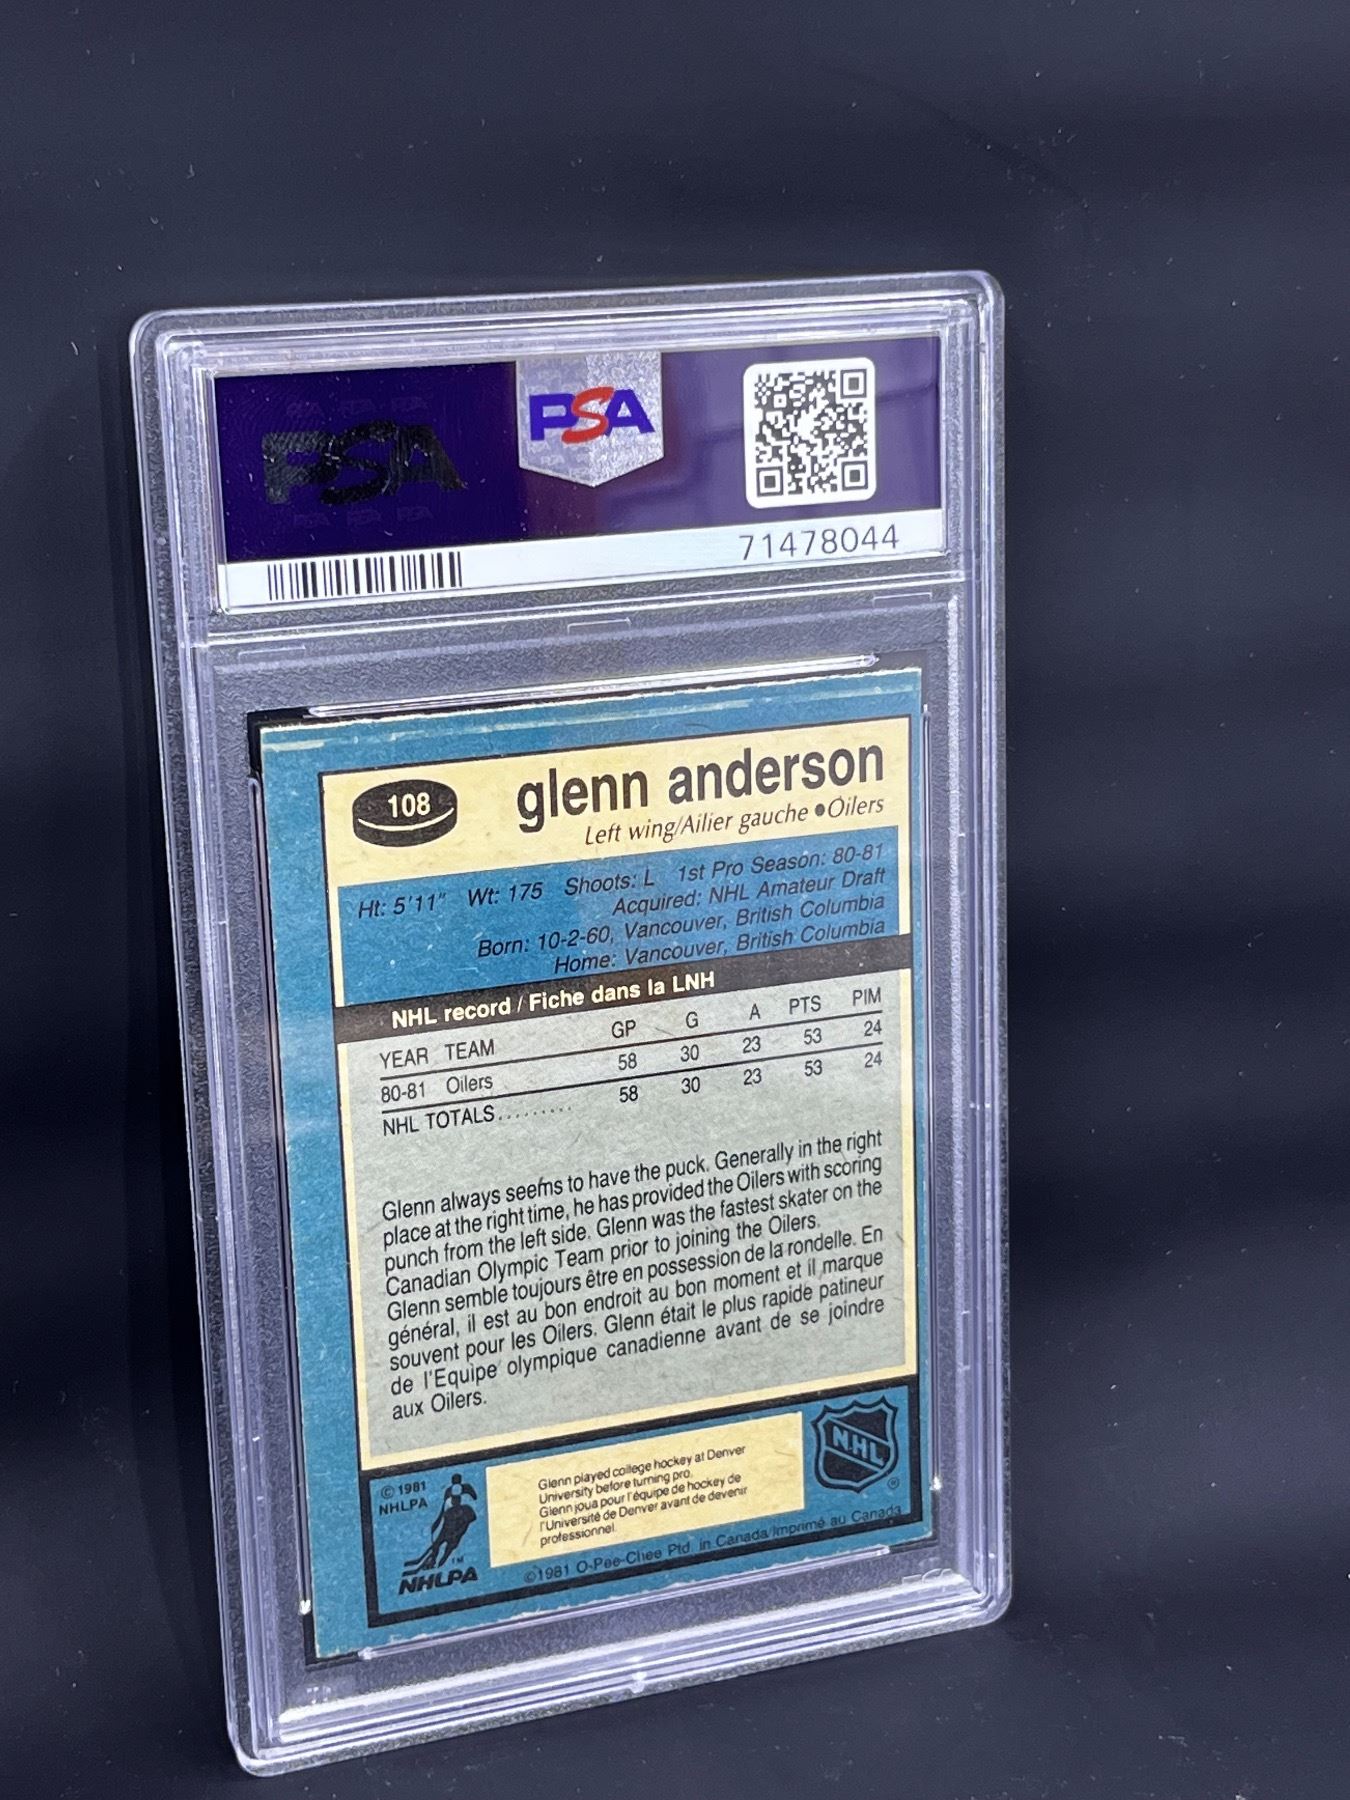 PSA
PSA
71478044
108
glenn anderson
Left wing/Ailier gauche • Oilers
Ht: 5'11" Wt: 175 Shoots: L 1st Pro Season: 80-81
Acquired: NHL Amateur Draft
Born: 10-2-60, Vancouver, British Columbia
Home: Vancouver, British Columbia
NHL record / Fiche dans la LNH
YEAR TEAM GP G A PTS PIM
80-81 Oilers 58 30 23 53 24
NHL TOTALS......... 58 30 23 53 24
Glenn always seems to have the puck. Generally in the right
place at the right time, he has provided the Oilers with scoring
punch from the left side. Glenn was the fastest skater on the
Canadian Olympic Team prior to joining the Oilers.
Glenn semble toujours être en possession de la rondelle. En
général, il est au bon endroit au bon moment et il marque
souvent pour les Oilers. Glenn était le plus rapide patineur
de l'Equipe olympique canadienne avant de se joindre
aux Oilers.
© 1981
NHLPA
NHLPA
TM
Glenn played college hockey at Denver
University before turning pro.
Glenn joua pour l'équipe de hockey de
l'Université de Denver avant de devenir
professionnel.
NHL
®
©1981 O-Pee-Chee Ptd. in Canada/Imprimé au Canada